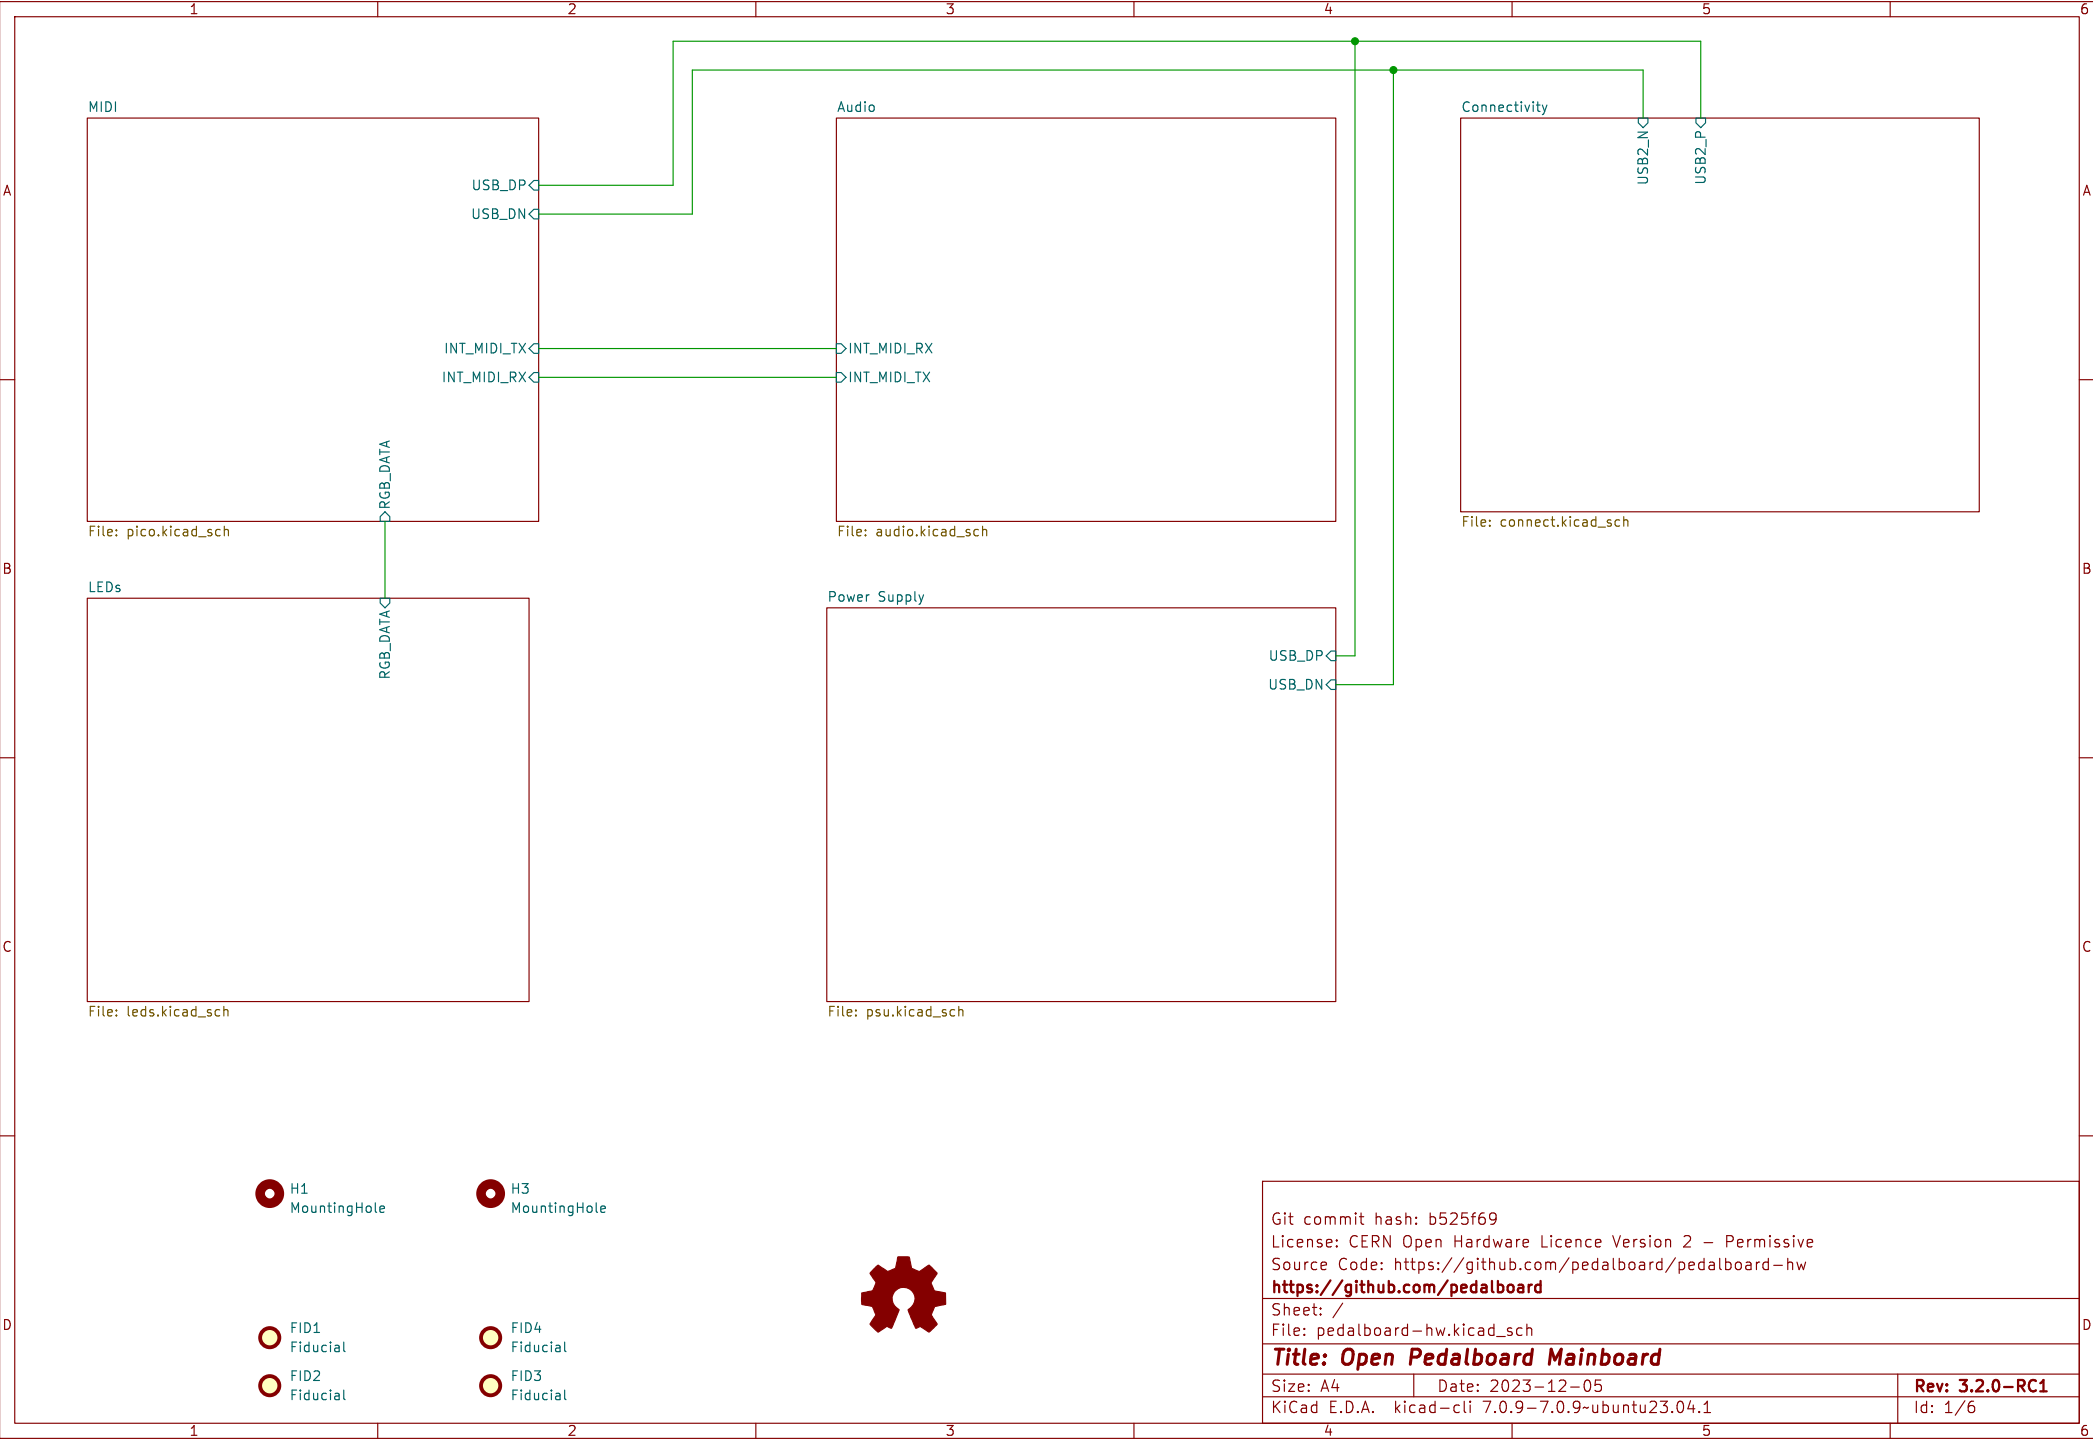 1 2 3 4 5 6
MIDI
Audio
Connectivity
USB2_N
USB2_P
A
A
USB_DP
USB_DN
INT_MIDI_TX
INT_MIDI_RX
INT_MIDI_RX
INT_MIDI_TX
RGB_DATA
File: pico.kicad_sch
File: audio.kicad_sch
File: connect.kicad_sch
B
B
LEDs
Power Supply
RGB_DATA
USB_DP
USB_DN
C
C
File: leds.kicad_sch
File: psu.kicad_sch
H1
MountingHole
H3
MountingHole
FID1
Fiducial
FID4
Fiducial
FID2
Fiducial
FID3
Fiducial
D
D
Git commit hash: b525f69
License: CERN Open Hardware Licence Version 2 - Permissive
Source Code: https://github.com/pedalboard/pedalboard-hw
https://github.com/pedalboard
Sheet: /
File: pedalboard-hw.kicad_sch
Title: Open Pedalboard Mainboard
Size: A4 Date: 2023-12-05 Rev: 3.2.0-RC1
KiCad E.D.A. kicad-cli 7.0.9-7.0.9~ubuntu23.04.1 Id: 1/6
1 2 3 4 5 6